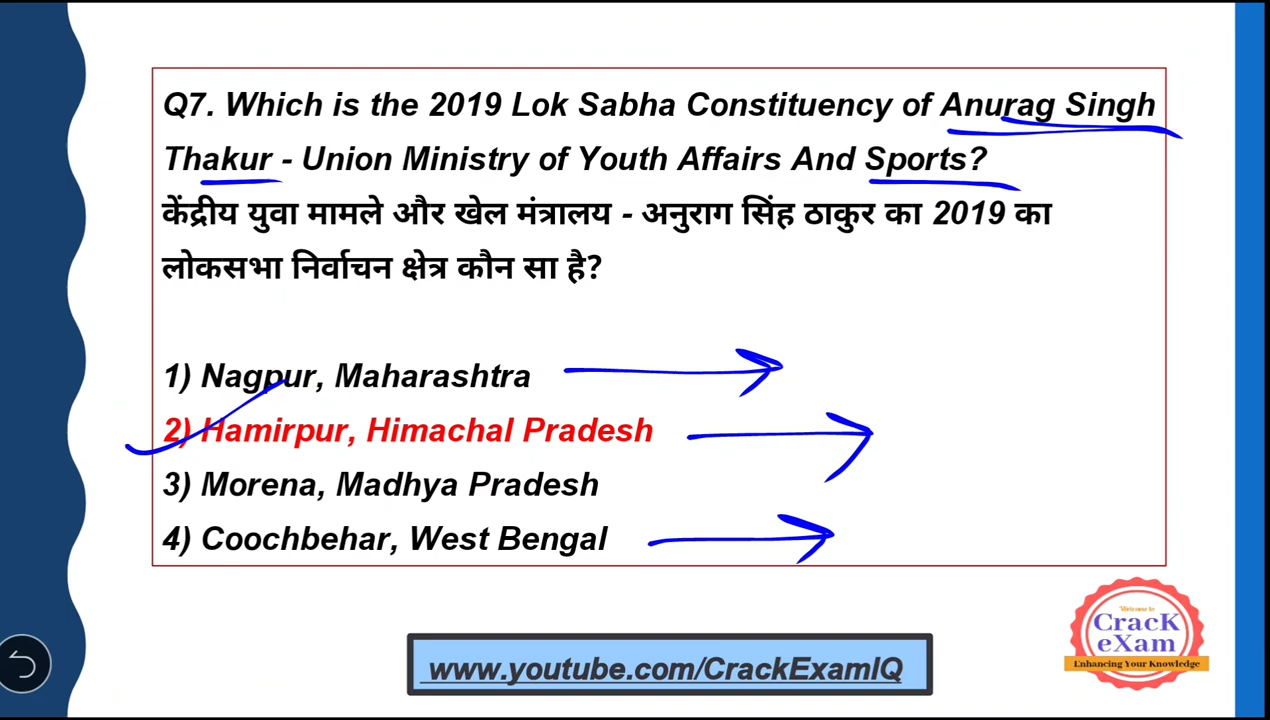 Q7. Which is the 2019 Lok Sabha Constituency of Anurag Singh
Thakur - Union Ministry of Youth Affairs And Sports?
केंद्रीय युवा मामले और खेल मंत्रालय - अनुराग सिंह ठाकुर का 2019 का
लोकसभा निर्वाचन क्षेत्र कौन सा है?
1) Nagpur, Maharashtra
2) Hamirpur, Himachal Pradesh
3) Morena, Madhya Pradesh
4) Coochbehar, West Bengal
Welcome to
CracK
eXam
Enhancing Your Knowledge
www.youtube.com/CrackExamIQ